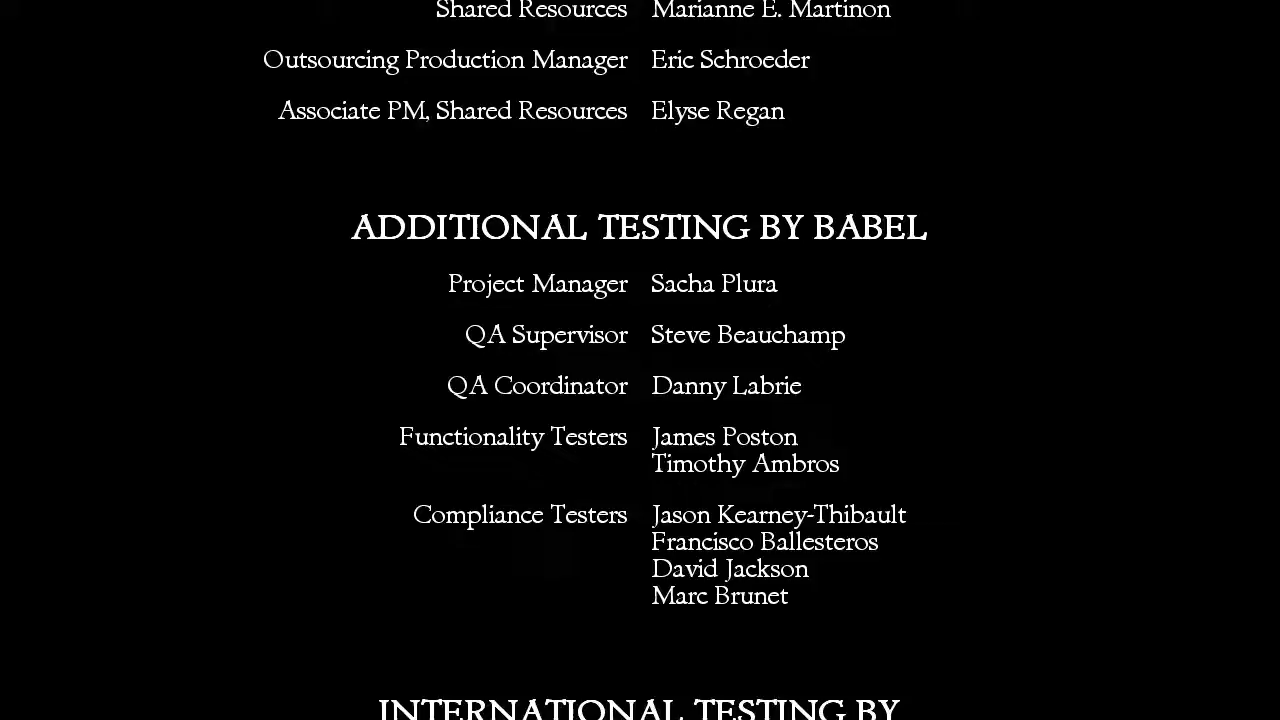 Shared Resources Marianne E. Martinon
Outsourcing Production Manager Eric Schroeder
Associate PM, Shared Resources Elyse Regan
ADDITIONAL TESTING BY BABEL
Project Manager Sacha Plura
QA Supervisor Steve Beauchamp
QA Coordinator Danny Labrie
Functionality Testers James Poston
Timothy Ambros
Compliance Testers Jason Kearney-Thibault
Francisco Ballesteros
David Jackson
Marc Brunet
INTERNATIONAL TESTING BY